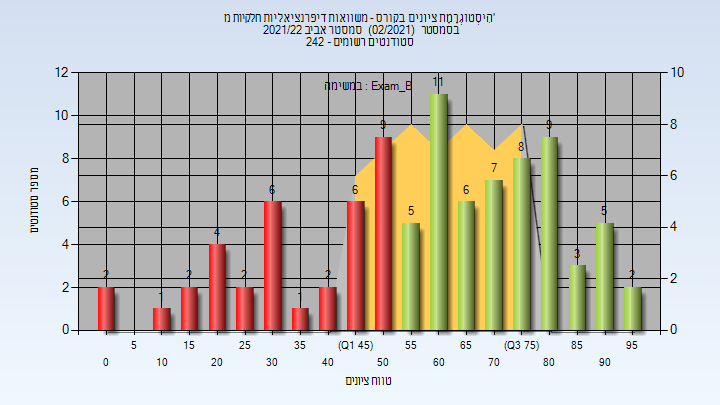 היסטוגרמת ציונים בקורס - משוואות דיפרנציאליות חלקיות מ'
בסמסטר (02/2021) סמסטר אביב 2021/22
סטודנטים רשומים - 242
במשימה : Exam_B
מספר סטודנטים
12 10 8 6 4 2 0
10 8 6 4 2 0
2 1 2 4 2 6 1 2 6 9 5 11 6 7 8 9 3 5 2
5 15 25 35 (Q1 45) 55 65 (Q3 75) 85 95
0 10 20 30 40 50 60 70 80 90
טווח ציונים